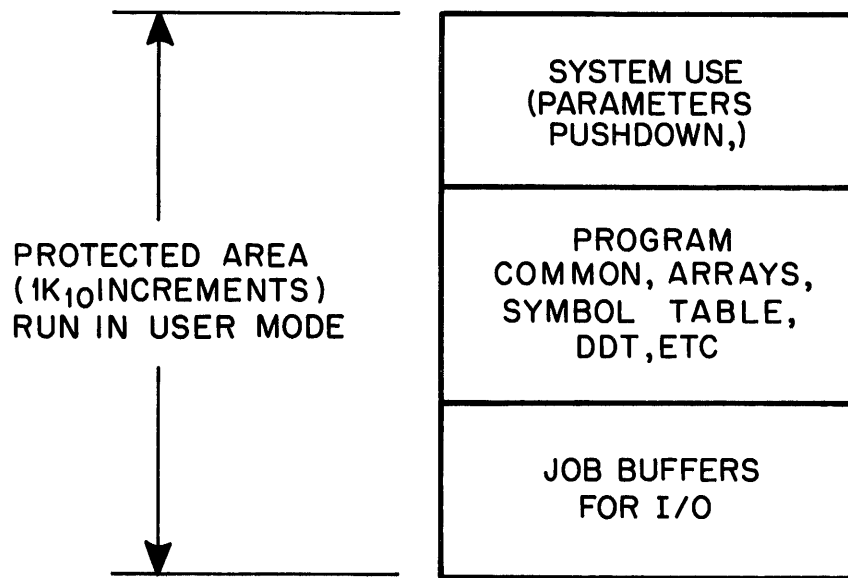 PROTECTED AREA
(1K₁₀ INCREMENTS)
RUN IN USER MODE
SYSTEM USE
(PARAMETERS
PUSHDOWN,)
PROGRAM
COMMON, ARRAYS,
SYMBOL TABLE,
DDT, ETC
JOB BUFFERS
FOR I/O